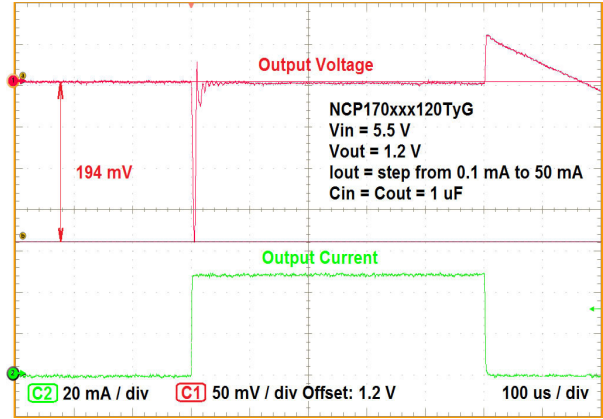 Output Voltage
NCP170xxx120TyG
Vin = 5.5 V
Vout = 1.2 V
Iout = step from 0.1 mA to 50 mA
Cin = Cout = 1 uF
194 mV
Output Current
C2 20 mA / div C1 50 mV / div Offset: 1.2 V 100 us / div